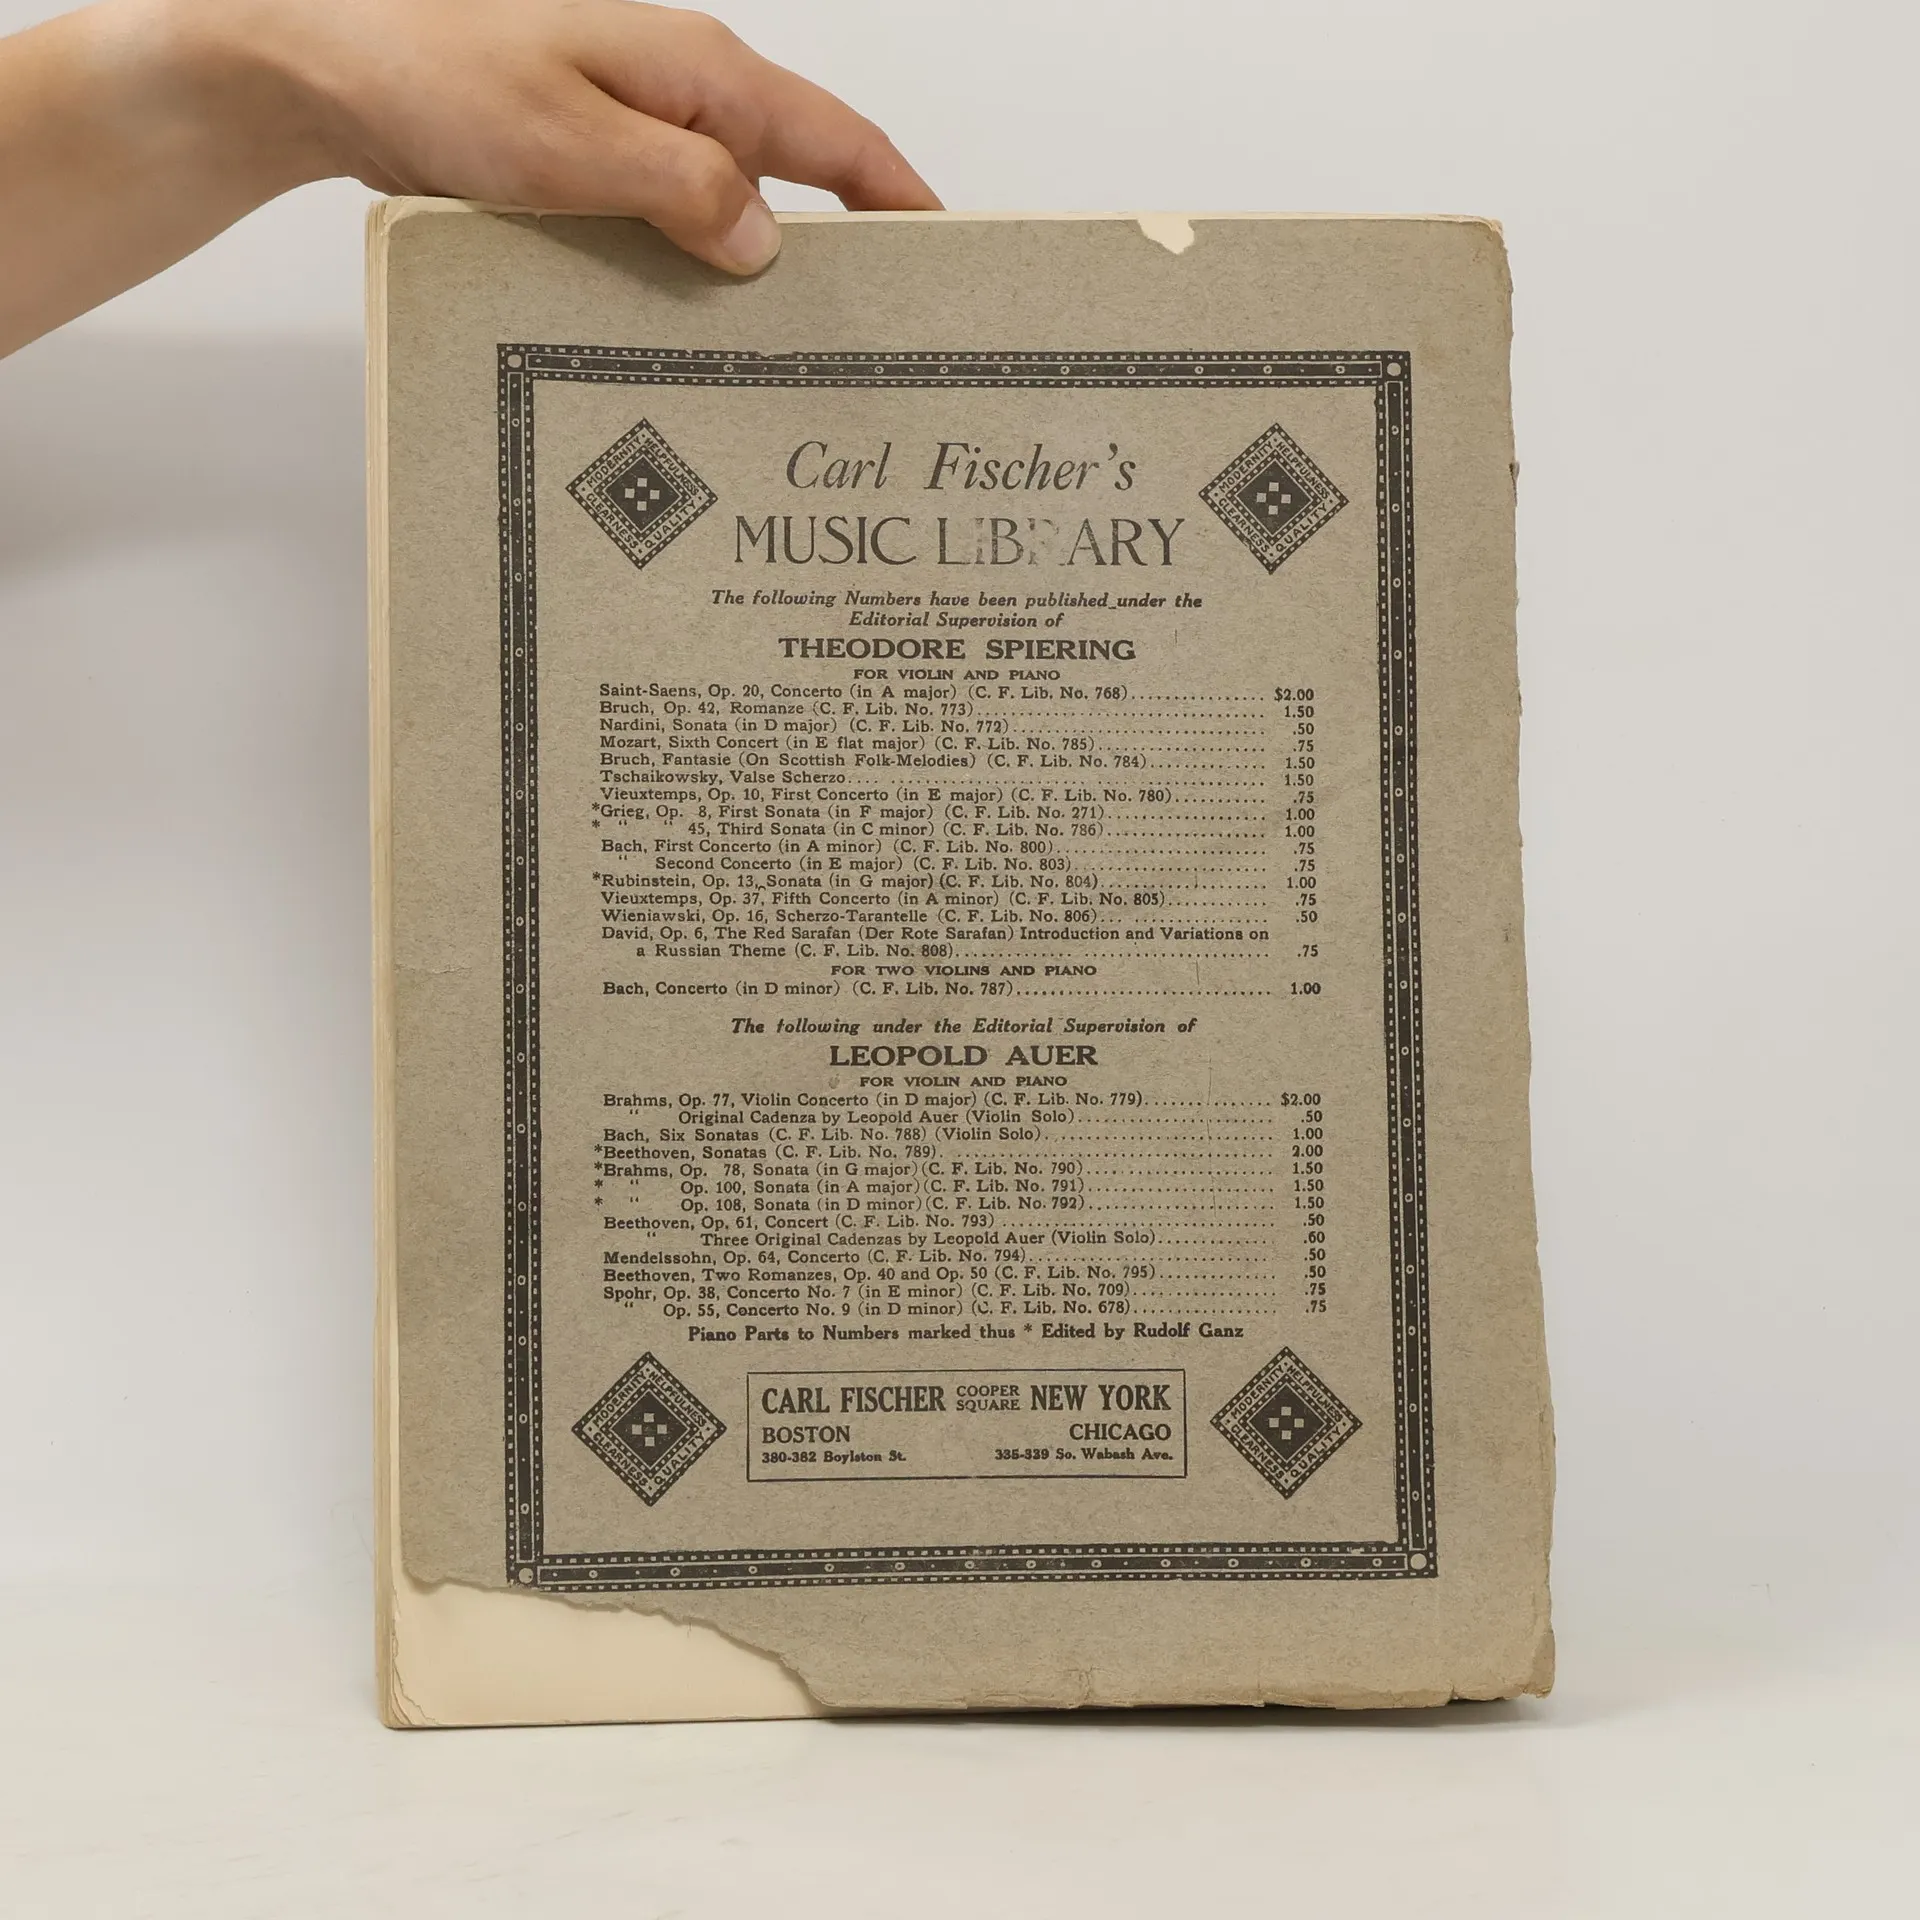 Carl Fischer's
MUSIC LIBRARY
MODERNITY HELPFULNESS CLEARNESS QUALITY
MODERNITY HELPFULNESS CLEARNESS QUALITY
The following Numbers have been published under the
Editorial Supervision of
THEODORE SPIERING
FOR VIOLIN AND PIANO
Saint-Saens, Op. 20, Concerto (in A major) (C. F. Lib. No. 768)................ $2.00
Bruch, Op. 42, Romanze (C. F. Lib. No. 773)................................ 1.50
Nardini, Sonata (in D major) (C. F. Lib. No. 772)............................ .50
Mozart, Sixth Concert (in E flat major) (C. F. Lib. No. 785).................. .75
Bruch, Fantasie (On Scottish Folk-Melodies) (C. F. Lib. No. 784).............. 1.50
Tschaikowsky, Valse Scherzo.... .......................................... 1.50
Vieuxtemps, Op. 10, First Concerto (in E major) (C. F. Lib. No. 780)........... .75
*Grieg, Op. 8, First Sonata (in F major) (C. F. Lib. No. 271).................. 1.00
* “ “ 45, Third Sonata (in C minor) (C. F. Lib. No. 786)................... 1.00
Bach, First Concerto (in A minor) (C. F. Lib. No. 800)....................... .75
“ Second Concerto (in E major) (C. F. Lib. No. 803)..................... .75
*Rubinstein, Op. 13, Sonata (in G major) (C. F. Lib. No. 804)................. 1.00
Vieuxtemps, Op. 37, Fifth Concerto (in A minor) (C. F. Lib. No. 805)........... .75
Wieniawski, Op. 16, Scherzo-Tarantelle (C. F. Lib. No. 806)... ................ .50
David, Op. 6, The Red Sarafan (Der Rote Sarafan) Introduction and Variations on
a Russian Theme (C. F. Lib. No. 808)............. ........................ .75
FOR TWO VIOLINS AND PIANO
Bach, Concerto (in D minor) (C. F. Lib. No. 787)............................ 1.00
The following under the Editorial Supervision of
LEOPOLD AUER
FOR VIOLIN AND PIANO
Brahms, Op. 77, Violin Concerto (in D major) (C. F. Lib. No. 779)............. $2.00
“ Original Cadenza by Leopold Auer (Violin Solo)..................... .50
Bach, Six Sonatas (C. F. Lib. No. 788) (Violin Solo)......................... 1.00
*Beethoven, Sonatas (C. F. Lib. No. 789). ................................... 2.00
*Brahms, Op. 78, Sonata (in G major) (C. F. Lib. No. 790)................... 1.50
* “ Op. 100, Sonata (in A major) (C. F. Lib. No. 791)................... 1.50
* “ Op. 108, Sonata (in D minor) (C. F. Lib. No. 792)................... 1.50
Beethoven, Op. 61, Concert (C. F. Lib. No. 793) ............................ .50
“ Three Original Cadenzas by Leopold Auer (Violin Solo)............. .60
Mendelssohn, Op. 64, Concerto (C. F. Lib. No. 794)......................... .50
Beethoven, Two Romanzes, Op. 40 and Op. 50 (C. F. Lib. No. 795)............. .50
Spohr, Op. 38, Concerto No. 7 (in E minor) (C. F. Lib. No. 709)............... .75
“ Op. 55, Concerto No. 9 (in D minor) (C. F. Lib. No. 678)............... .75
Piano Parts to Numbers marked thus * Edited by Rudolf Ganz
MODERNITY HELPFULNESS CLEARNESS QUALITY
CARL FISCHER COOPER SQUARE NEW YORK
BOSTON CHICAGO
380-382 Boylston St. 335-339 So. Wabash Ave.
MODERNITY HELPFULNESS CLEARNESS QUALITY